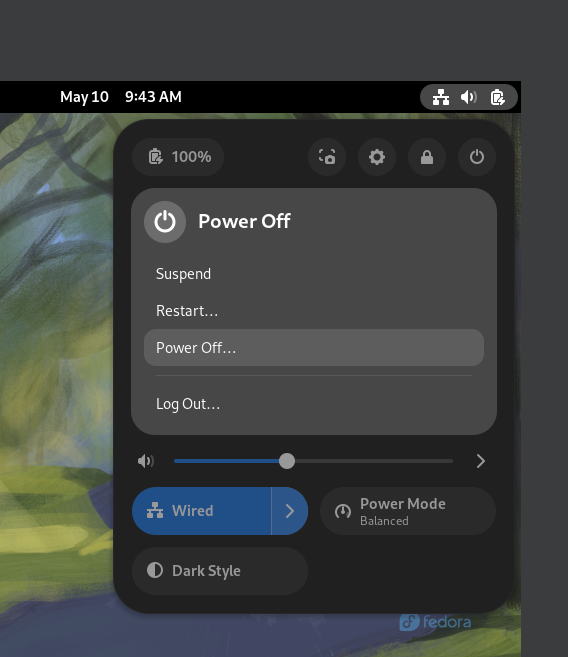 May 10 9:43 AM
100%
Power Off
Suspend
Restart...
Power Off...
Log Out...
Wired
Power Mode
Balanced
Dark Style
fedora